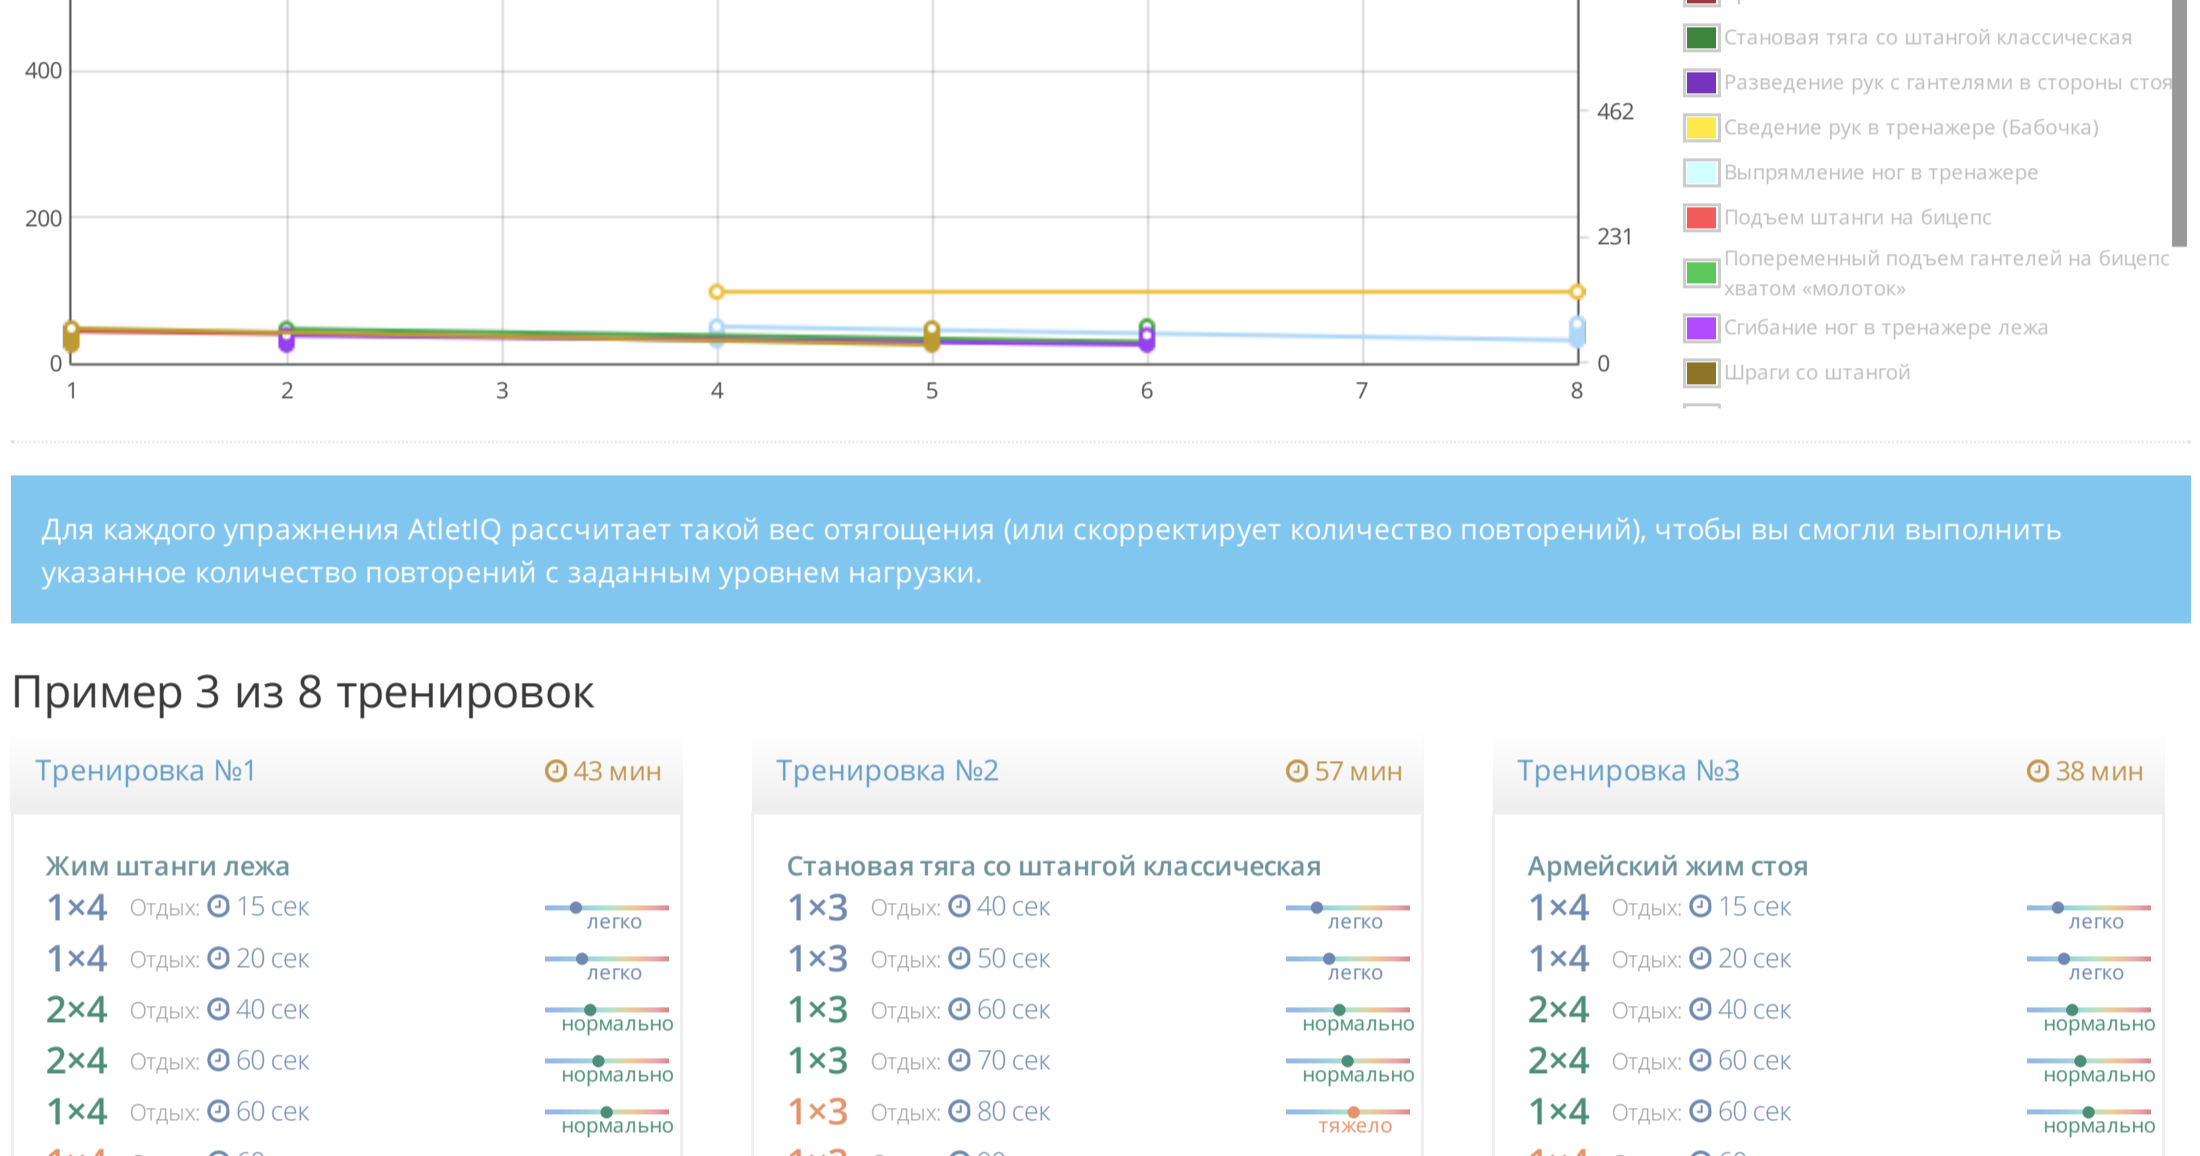 400
200
0
1 2 3 4 5 6 7 8
462
231
0
Становая тяга со штангой классическая
Разведение рук с гантелями в стороны стоя
Сведение рук в тренажере (Бабочка)
Выпрямление ног в тренажере
Подъем штанги на бицепс
Попеременный подъем гантелей на бицепс
хватом «молоток»
Сгибание ног в тренажере лежа
Шраги со штангой
Для каждого упражнения AtletIQ рассчитает такой вес отягощения (или скорректирует количество повторений), чтобы вы смогли выполнить
указанное количество повторений с заданным уровнем нагрузки.
Пример 3 из 8 тренировок
Тренировка №1 43 мин
Жим штанги лежа
1×4 Отдых: 15 сек легко
1×4 Отдых: 20 сек легко
2×4 Отдых: 40 сек нормально
2×4 Отдых: 60 сек нормально
1×4 Отдых: 60 сек нормально
Тренировка №2 57 мин
Становая тяга со штангой классическая
1×3 Отдых: 40 сек легко
1×3 Отдых: 50 сек легко
1×3 Отдых: 60 сек нормально
1×3 Отдых: 70 сек нормально
1×3 Отдых: 80 сек тяжело
Тренировка №3 38 мин
Армейский жим стоя
1×4 Отдых: 15 сек легко
1×4 Отдых: 20 сек легко
2×4 Отдых: 40 сек нормально
2×4 Отдых: 60 сек нормально
1×4 Отдых: 60 сек нормально